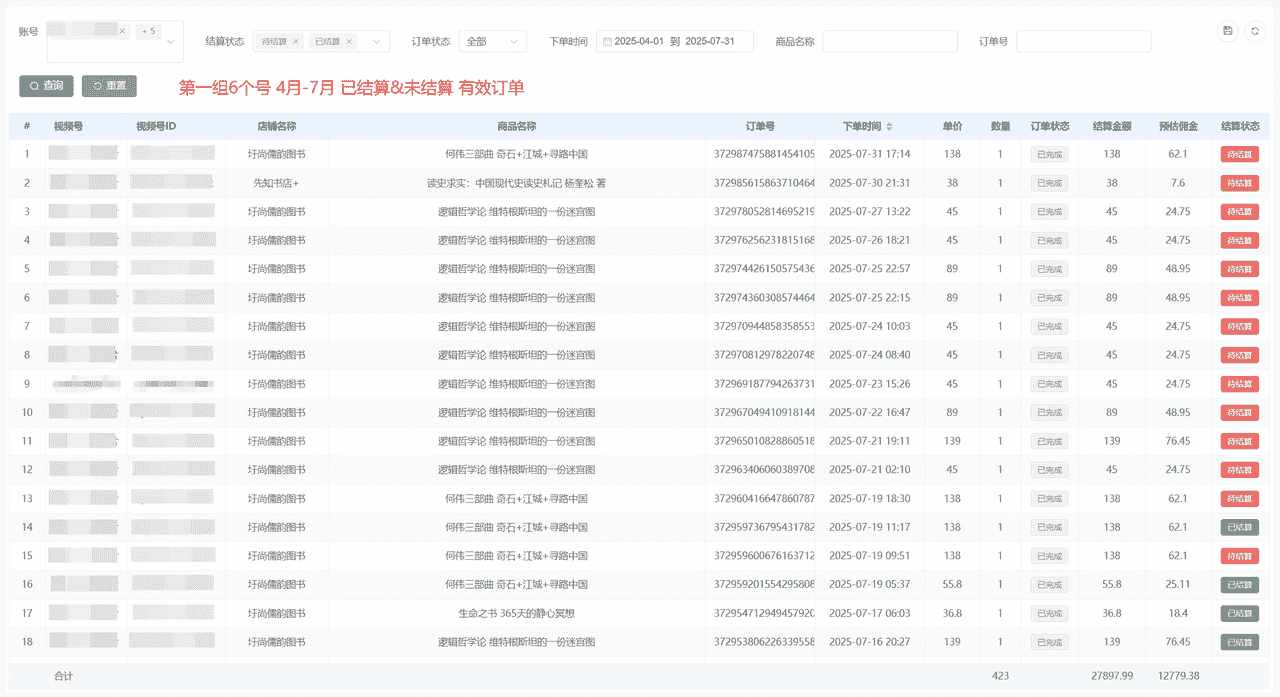 账号 × + 5 结算状态 待结算 × 已结算 × 订单状态 全部 下单时间 2025-04-01 到 2025-07-31 商品名称 订单号
查询 重置 第一组6个号 4月-7月 已结算&未结算 有效订单
# 视频号 视频号ID 店铺名称 商品名称 订单号 下单时间 单价 数量 订单状态 结算金额 预估佣金 结算状态
1 圩尚儒的图书 何伟三部曲 奇石+江城+寻路中国 372987475881454105 2025-07-31 17:14 138 1 已完成 138 62.1 待结算
2 先知书店+ 读史求实：中国现代史读史札记 杨奎松 著 372985615863710464 2025-07-30 21:31 38 1 已完成 38 7.6 待结算
3 圩尚儒的图书 逻辑哲学论 维特根斯坦的一份迷宫图 372978052814695219 2025-07-27 13:22 45 1 已完成 45 24.75 待结算
4 圩尚儒的图书 逻辑哲学论 维特根斯坦的一份迷宫图 372976256231815168 2025-07-26 18:21 45 1 已完成 45 24.75 待结算
5 圩尚儒的图书 逻辑哲学论 维特根斯坦的一份迷宫图 372974426150575436 2025-07-25 22:57 89 1 已完成 89 48.95 待结算
6 圩尚儒的图书 逻辑哲学论 维特根斯坦的一份迷宫图 372974360308574464 2025-07-25 22:15 89 1 已完成 89 48.95 待结算
7 圩尚儒的图书 逻辑哲学论 维特根斯坦的一份迷宫图 372970944858358553 2025-07-24 10:03 45 1 已完成 45 24.75 待结算
8 圩尚儒的图书 逻辑哲学论 维特根斯坦的一份迷宫图 372970812978220748 2025-07-24 08:40 45 1 已完成 45 24.75 待结算
9 圩尚儒的图书 逻辑哲学论 维特根斯坦的一份迷宫图 372969187794263731 2025-07-23 15:26 45 1 已完成 45 24.75 待结算
10 圩尚儒的图书 逻辑哲学论 维特根斯坦的一份迷宫图 372967049410918144 2025-07-22 16:47 89 1 已完成 89 48.95 待结算
11 圩尚儒的图书 逻辑哲学论 维特根斯坦的一份迷宫图 372965010828860518 2025-07-21 19:11 139 1 已完成 139 76.45 待结算
12 圩尚儒的图书 逻辑哲学论 维特根斯坦的一份迷宫图 372963406060389708 2025-07-21 02:10 45 1 已完成 45 24.75 待结算
13 圩尚儒的图书 何伟三部曲 奇石+江城+寻路中国 372960416647860787 2025-07-19 18:30 138 1 已完成 138 62.1 待结算
14 圩尚儒的图书 何伟三部曲 奇石+江城+寻路中国 372959736795431782 2025-07-19 11:17 138 1 已完成 138 62.1 已结算
15 圩尚儒的图书 何伟三部曲 奇石+江城+寻路中国 372959600676163712 2025-07-19 09:51 138 1 已完成 138 62.1 待结算
16 圩尚儒的图书 何伟三部曲 奇石+江城+寻路中国 372959201554295808 2025-07-19 05:37 55.8 1 已完成 55.8 25.11 已结算
17 圩尚儒的图书 生命之书 365天的静心冥想 372954712949457920 2025-07-17 06:03 36.8 1 已完成 36.8 18.4 已结算
18 圩尚儒的图书 逻辑哲学论 维特根斯坦的一份迷宫图 372953806226339558 2025-07-16 20:27 139 1 已完成 139 76.45 已结算
合计 423 27897.99 12779.38